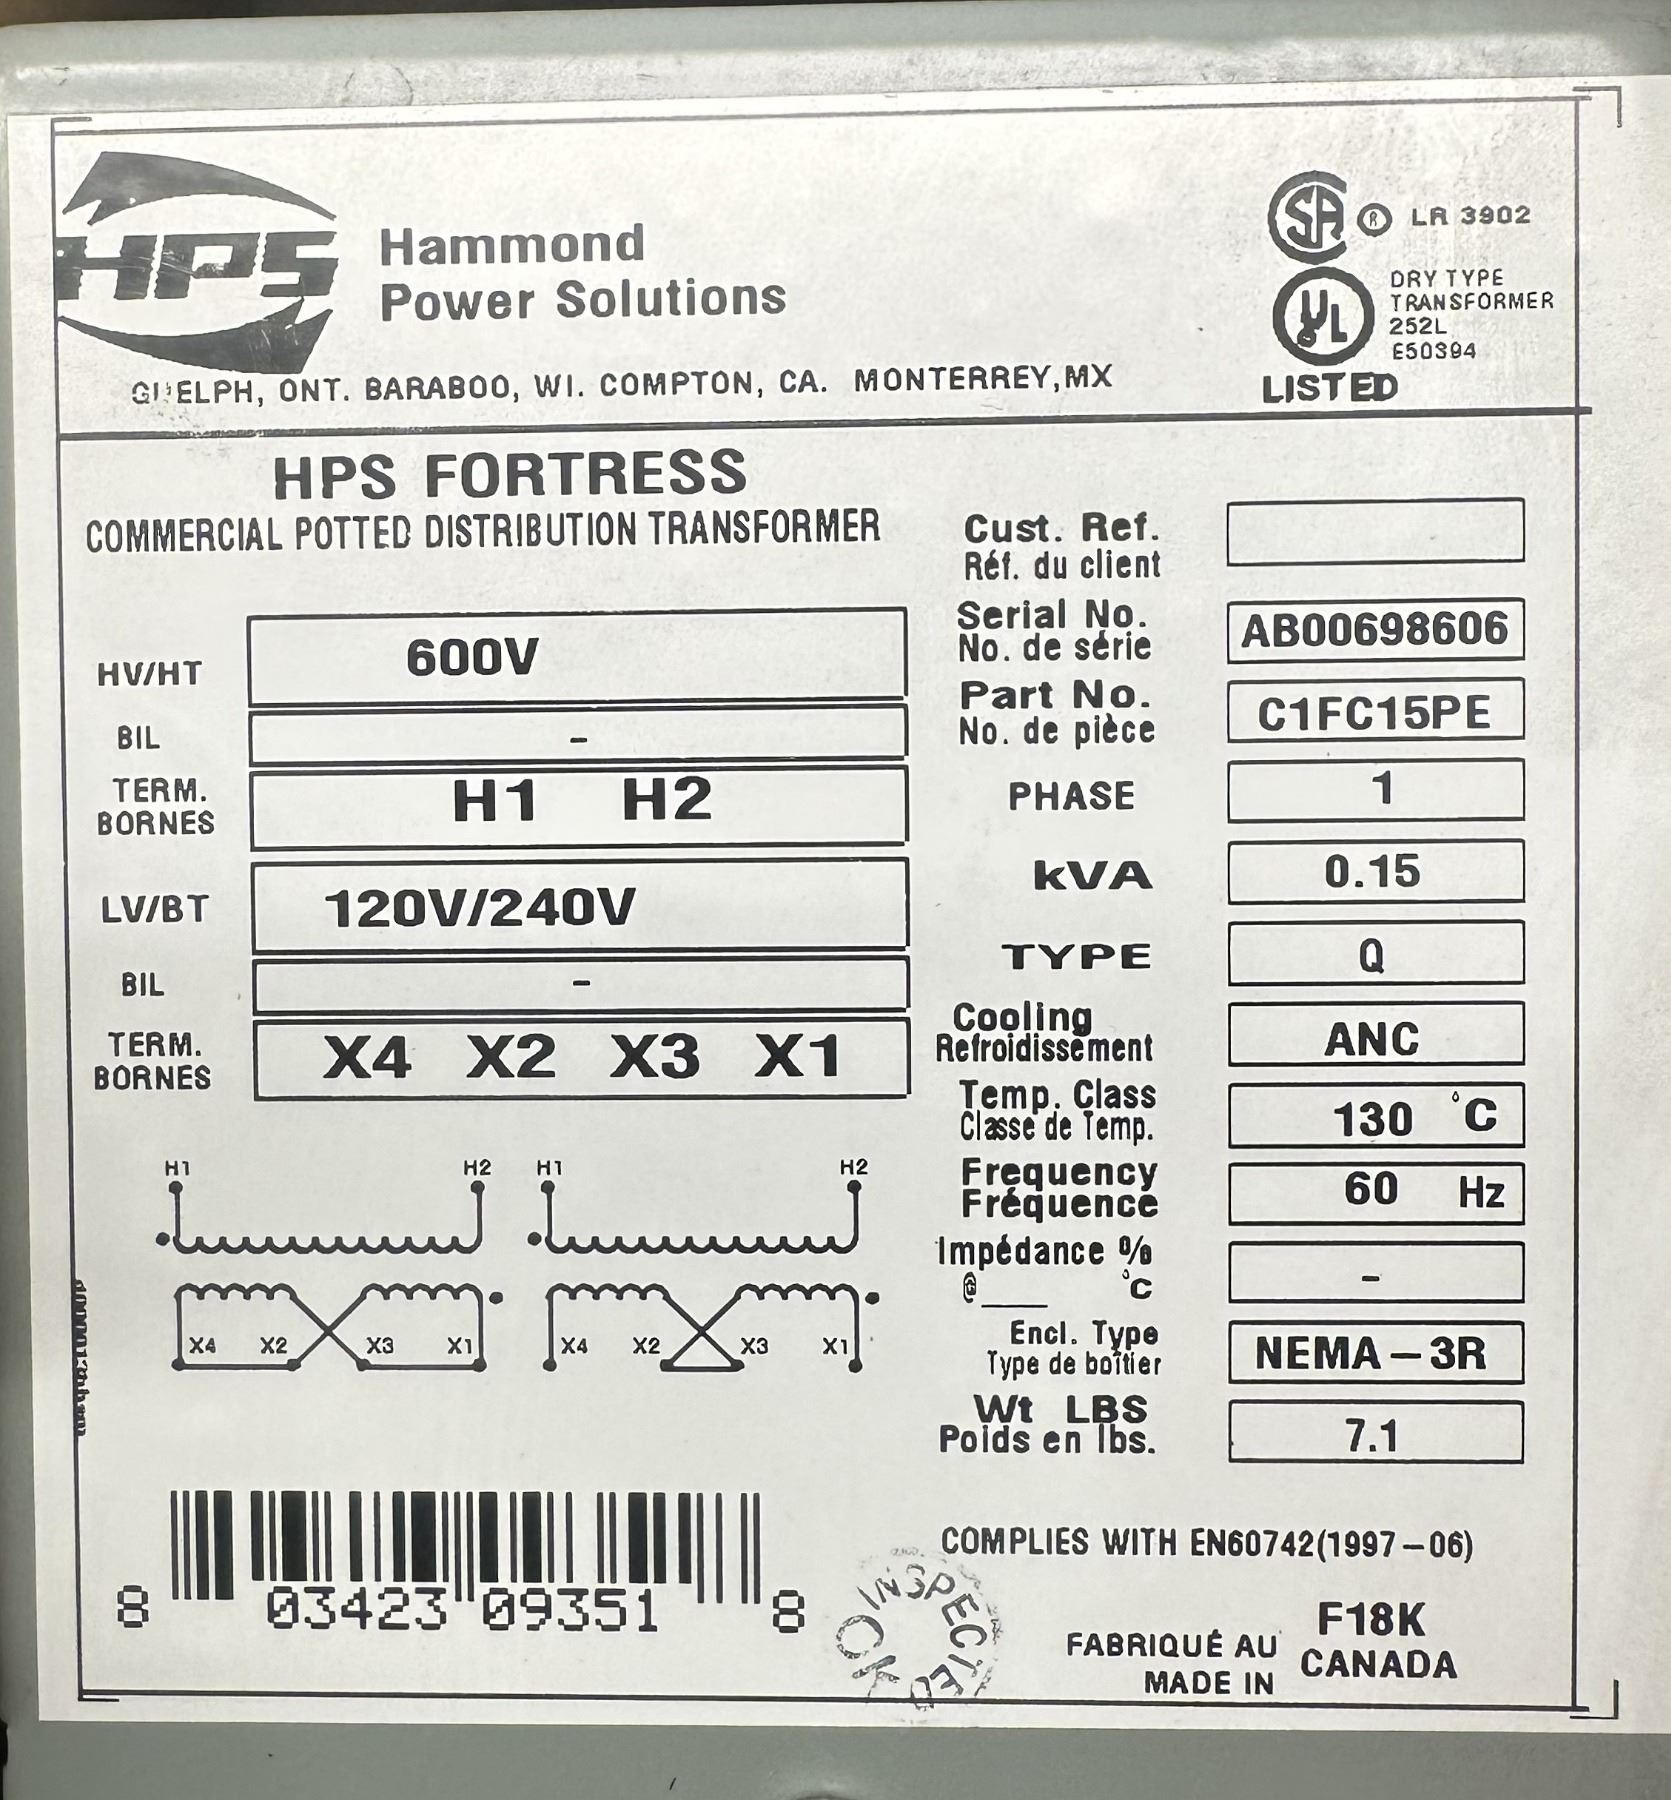 HPS
Hammond
Power Solutions
GUELPH, ONT. BARABOO, WI. COMPTON, CA. MONTERREY,MX
SA ® LR 3902
UL
DRY TYPE
TRANSFORMER
252L
E50394
LISTED
HPS FORTRESS
COMMERCIAL POTTED DISTRIBUTION TRANSFORMER
HV/HT 600V
BIL -
TERM.
BORNES
H1 H2
LV/BT 120V/240V
BIL -
TERM.
BORNES
X4 X2 X3 X1
H1 H2 H1 H2
X4 X2 X3 X1 X4 X2 X3 X1
8 03423 09351 8
Cust. Ref.
Réf. du client
Serial No.
No. de série
AB00698606
Part No.
No. de pièce
C1FC15PE
PHASE 1
kVA 0.15
TYPE Q
Cooling
Refroidissement
ANC
Temp. Class
Classe de Temp.
130 °C
Frequency
Fréquence
60 Hz
Impédance %
@____ °C
-
Encl. Type
Type de boîtier
NEMA-3R
Wt LBS
Poids en lbs.
7.1
COMPLIES WITH EN60742(1997-06)
INSPECTED
OK
F18K
FABRIQUÉ AU
MADE IN
CANADA